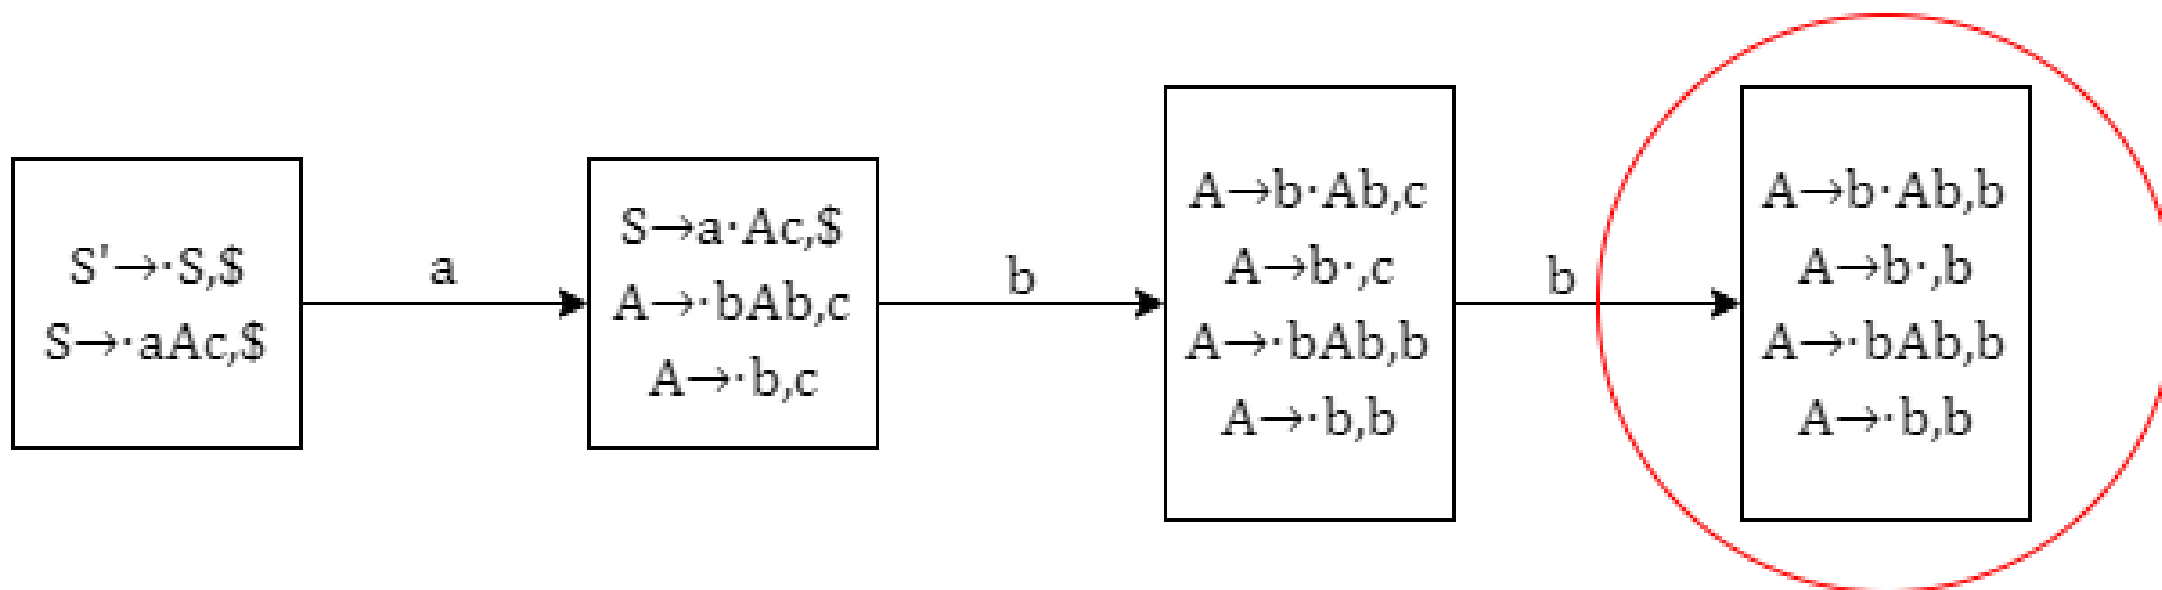 S'→·S,$
S→·aAc,$
a
S→a·Ac,$
A→·bAb,c
A→·b,c
b
A→b·Ab,c
A→b·,c
A→·bAb,b
A→·b,b
b
A→b·Ab,b
A→b·,b
A→·bAb,b
A→·b,b